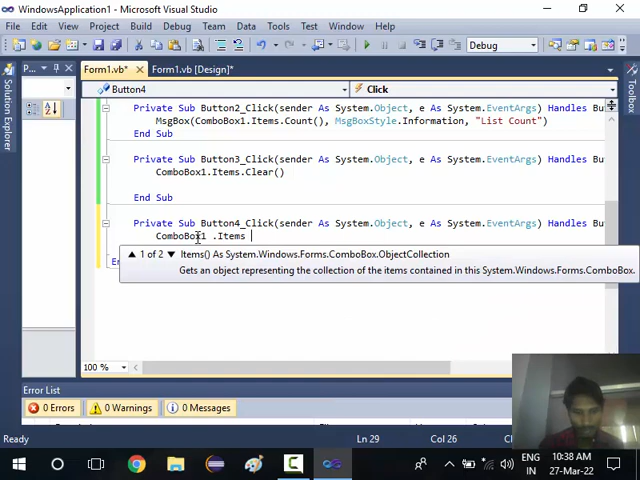 WindowsApplication1 - Microsoft Visual Studio
File Edit View Project Build Debug Team Data Tools Test Window Help
Debug
Form1.vb* Form1.vb [Design]*
Button4 Click
Solution Explorer
Toolbox
Private Sub Button2_Click(sender As System.Object, e As System.EventArgs) Handles Bu
MsgBox(ComboBox1.Items.Count(), MsgBoxStyle.Information, "List Count")
End Sub
Private Sub Button3_Click(sender As System.Object, e As System.EventArgs) Handles Bu
ComboBox1.Items.Clear()
End Sub
Private Sub Button4_Click(sender As System.Object, e As System.EventArgs) Handles Bu
ComboBox1 .Items
1 of 2 Items() As System.Windows.Forms.ComboBox.ObjectCollection
Gets an object representing the collection of the items contained in this System.Windows.Forms.ComboBox.
100 %
Error List
0 Errors 0 Warnings 0 Messages
Ready Ln 29 Col 26
ENG 10:38 AM
IN 27-Mar-22